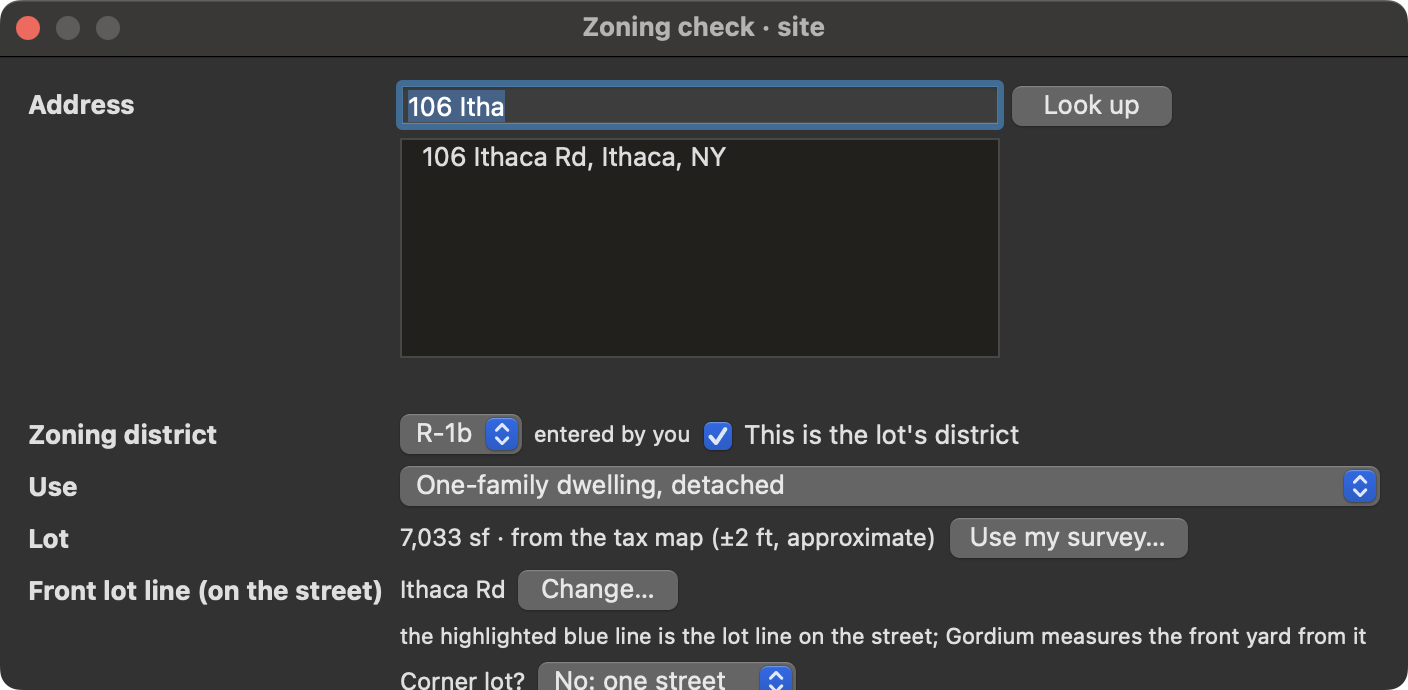 Zoning check · site
Address
106 Itha
Look up
106 Ithaca Rd, Ithaca, NY
Zoning district
R-1b
entered by you
This is the lot's district
Use
One-family dwelling, detached
Lot
7,033 sf · from the tax map (±2 ft, approximate)
Use my survey...
Front lot line (on the street)
Ithaca Rd
Change...
the highlighted blue line is the lot line on the street; Gordium measures the front yard from it
Corner lot?
No: one street